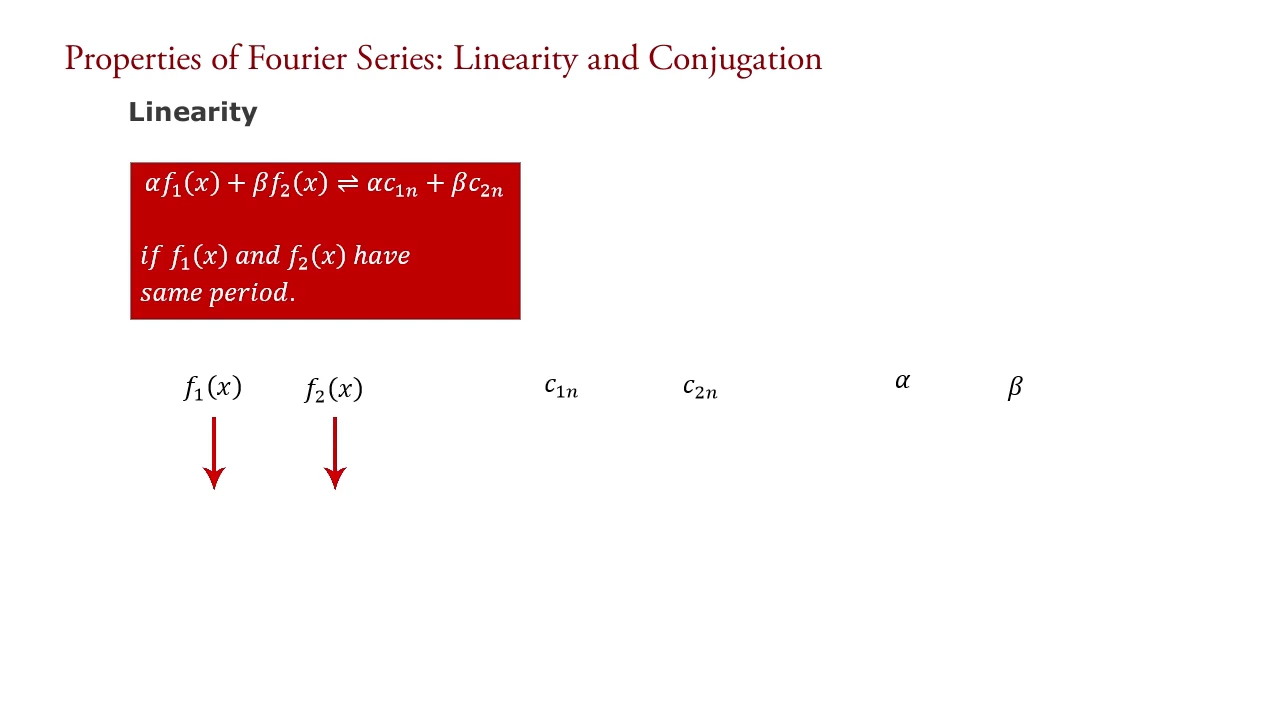 Properties of Fourier Series: Linearity and Conjugation
Linearity
𝛼𝑓₁(𝑥) + 𝛽𝑓₂(𝑥) ⇌ 𝛼𝑐₁ₙ + 𝛽𝑐₂ₙ
𝑖𝑓 𝑓₁(𝑥) 𝑎𝑛𝑑 𝑓₂(𝑥) ℎ𝑎𝑣𝑒
𝑠𝑎𝑚𝑒 𝑝𝑒𝑟𝑖𝑜𝑑.
𝑓₁(𝑥) 𝑓₂(𝑥) 𝑐₁ₙ 𝑐₂ₙ 𝛼 𝛽